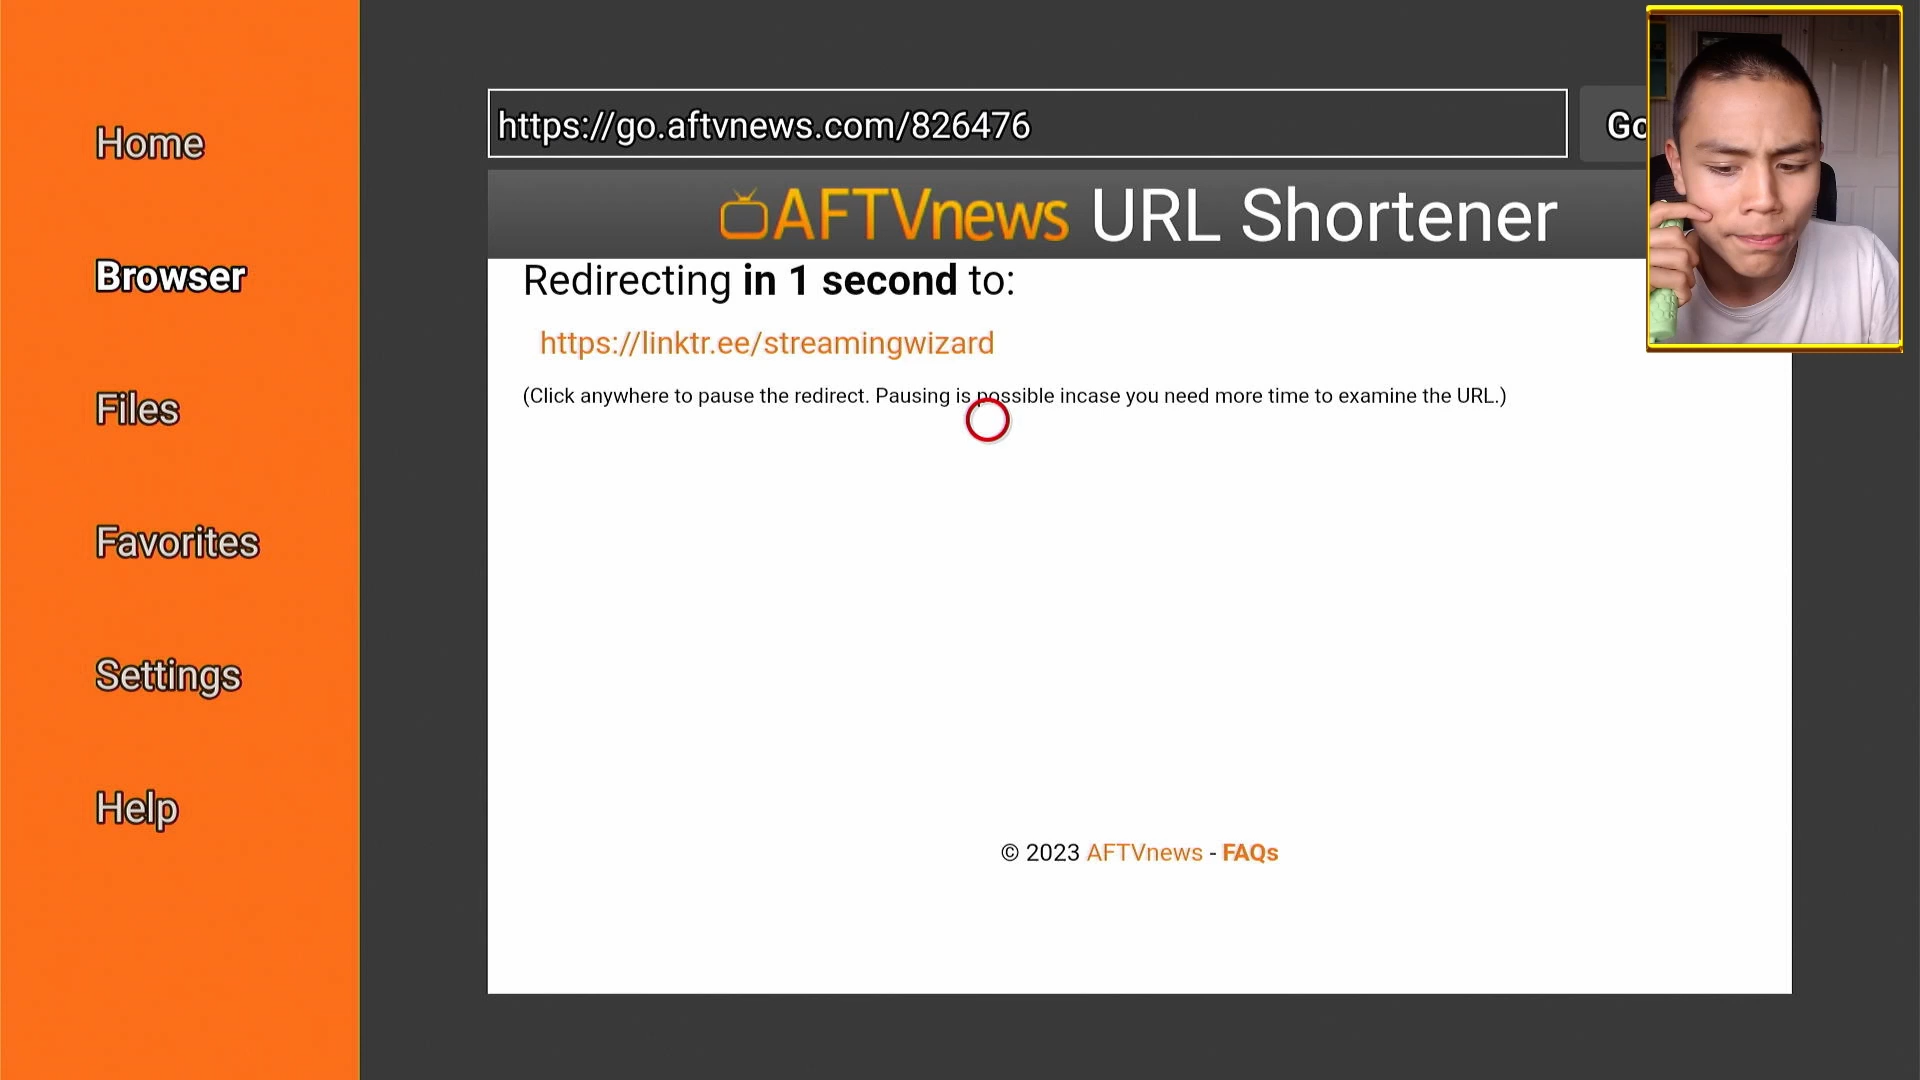 Home
Browser
Files
Favorites
Settings
Help
https://go.aftvnews.com/826476
Go
AFTVnews URL Shortener
Redirecting in 1 second to:
https://linktr.ee/streamingwizard
(Click anywhere to pause the redirect. Pausing is possible incase you need more time to examine the URL.)
© 2023 AFTVnews - FAQs